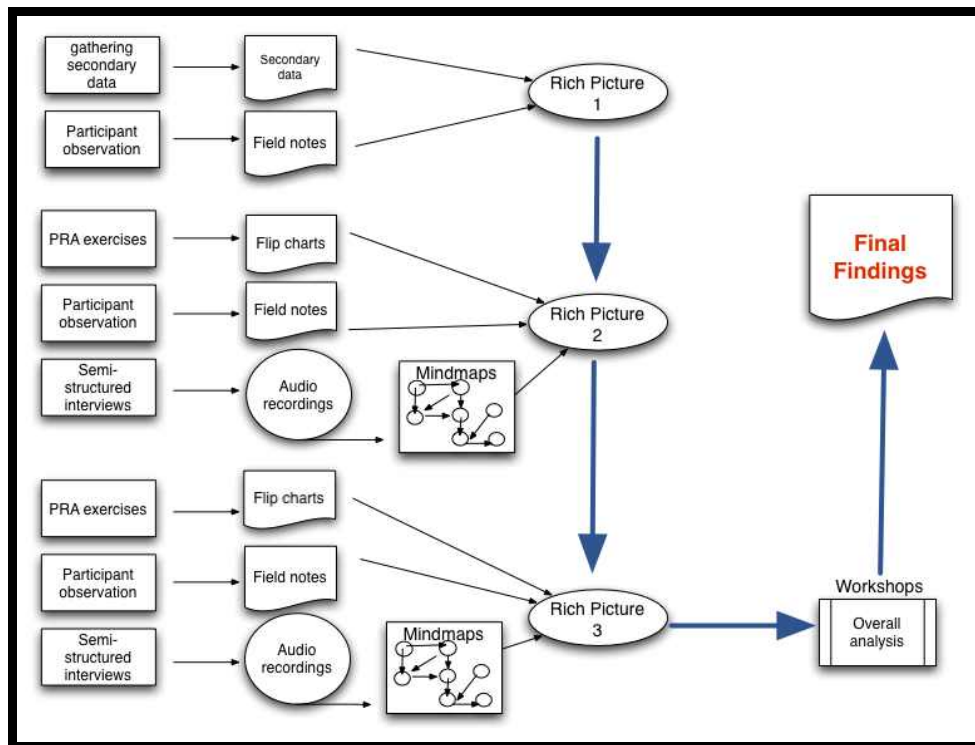 gathering
secondary
data
Secondary
data
Rich Picture
1
Participant
observation
Field notes
PRA exercises
Flip charts
Final
Findings
Participant
observation
Field notes
Rich Picture
2
Semi-
structured
interviews
Audio
recordings
Mindmaps
PRA exercises
Flip charts
Participant
observation
Field notes
Rich Picture
3
Workshops
Overall
analysis
Semi-
structured
interviews
Audio
recordings
Mindmaps